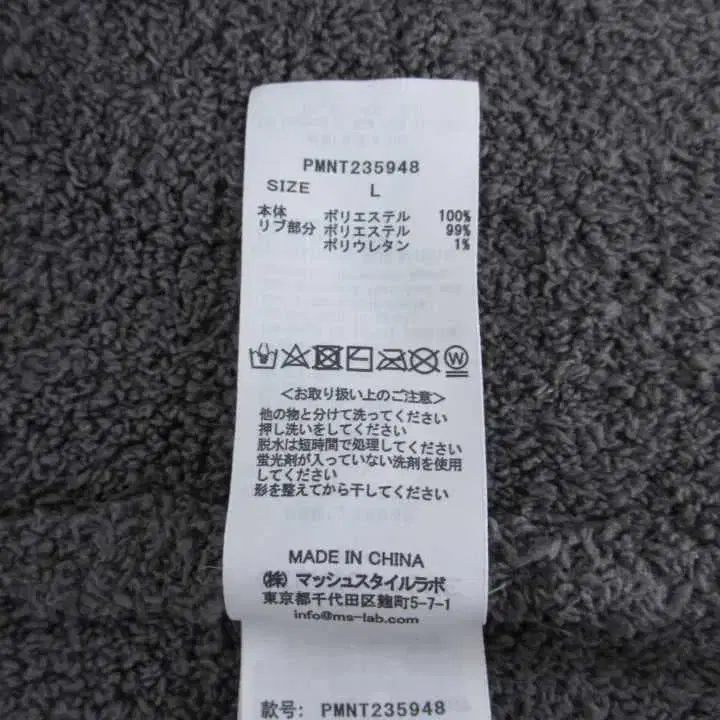 PMNT235948
SIZE L
本体 ポリエステル 100%
リブ部分 ポリエステル 99%
ポリウレタン 1%
W
<お取り扱い上のご注意>
他の物と分けて洗ってください
押し洗いをしてください
脱水は短時間で処理してください
蛍光剤が入っていない洗剤を使用
してください
形を整えてから干してください
MADE IN CHINA
(株) マッシュスタイルラボ
東京都千代田区麹町5-7-1
info@ms-lab.com
款号: PMNT235948